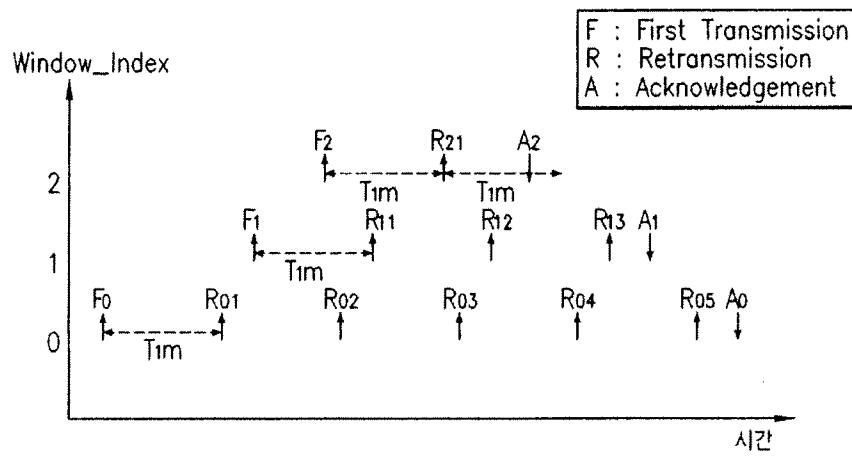 F : First Transmission
R : Retransmission
A : Acknowledgement
Window_Index
F2 R21 A2
2 T1m T1m
F1 R11 R12 R13 A1
1 T1m
F0 R01 R02 R03 R04 R05 A0
0 T1m
시간